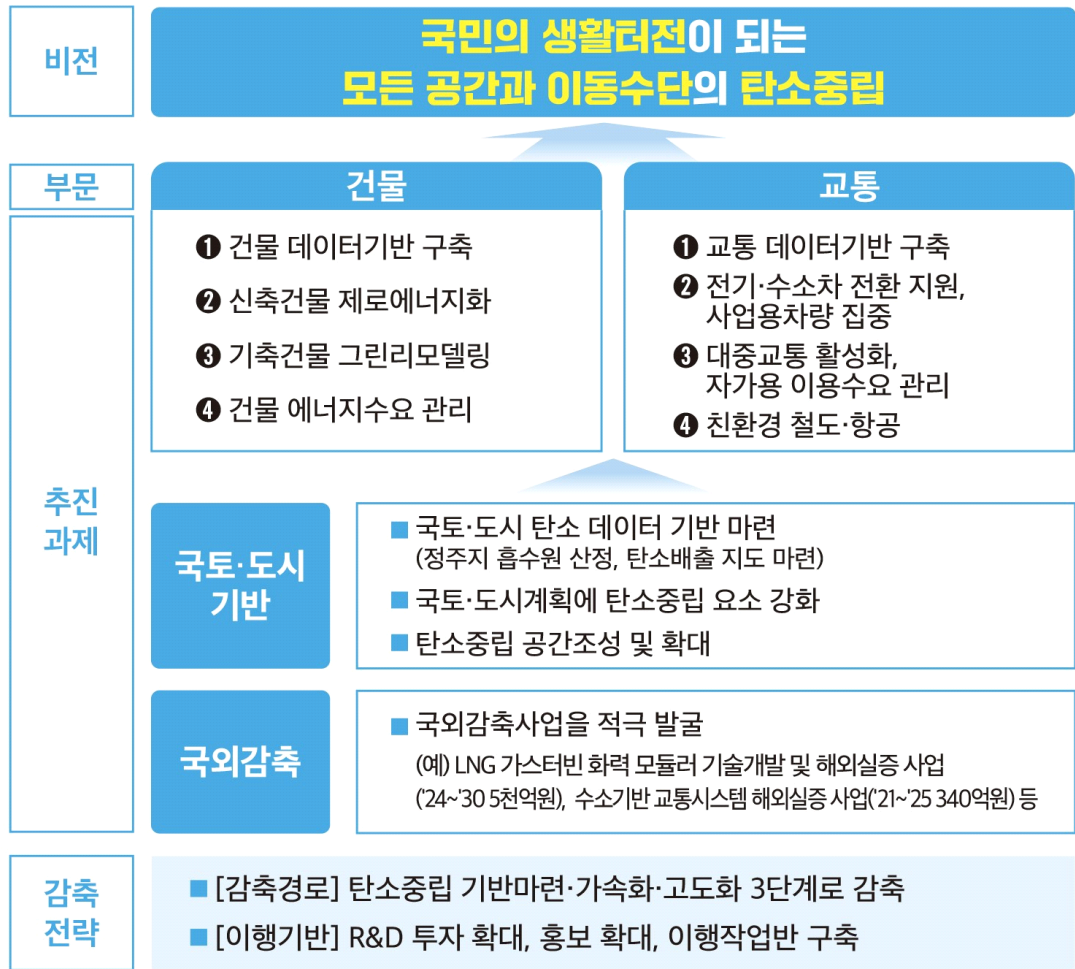 비전
국민의 생활터전이 되는
모든 공간과 이동수단의 탄소중립
부문
건물
교통
추진
과제
❶ 건물 데이터기반 구축
❷ 신축건물 제로에너지화
❸ 기축건물 그린리모델링
❹ 건물 에너지수요 관리
❶ 교통 데이터기반 구축
❷ 전기·수소차 전환 지원,
사업용차량 집중
❸ 대중교통 활성화,
자가용 이용수요 관리
❹ 친환경 철도·항공
국토·도시
기반
■ 국토·도시 탄소 데이터 기반 마련
(정주지 흡수원 산정, 탄소배출 지도 마련)
■ 국토·도시계획에 탄소중립 요소 강화
■ 탄소중립 공간조성 및 확대
국외감축
■ 국외감축사업을 적극 발굴
(예) LNG 가스터빈 화력 모듈러 기술개발 및 해외실증 사업
('24~'30 5천억원), 수소기반 교통시스템 해외실증 사업('21~'25 340억원) 등
감축
전략
■ [감축경로] 탄소중립 기반마련·가속화·고도화 3단계로 감축
■ [이행기반] R&D 투자 확대, 홍보 확대, 이행작업반 구축